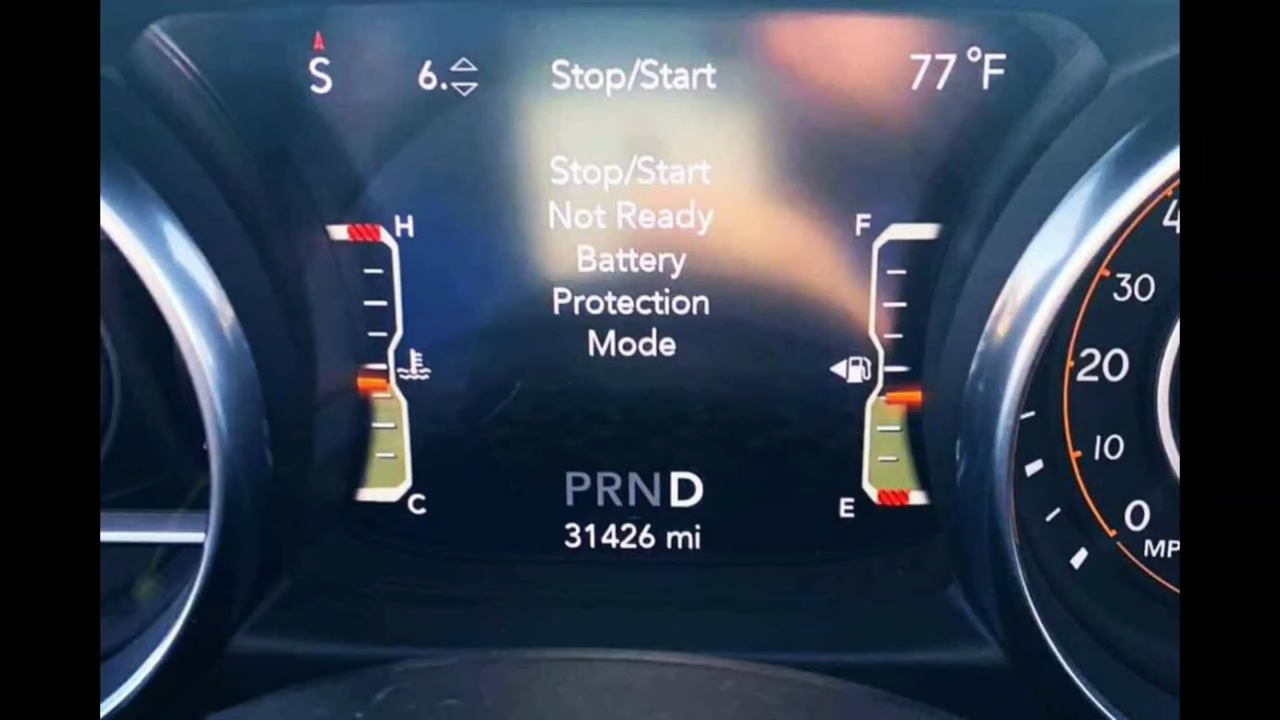 S 6. Stop/Start 77 °F
Stop/Start
Not Ready
Battery
Protection
Mode
H
C
F
E
PRND
31426 mi
4
30
20
10
0
MP